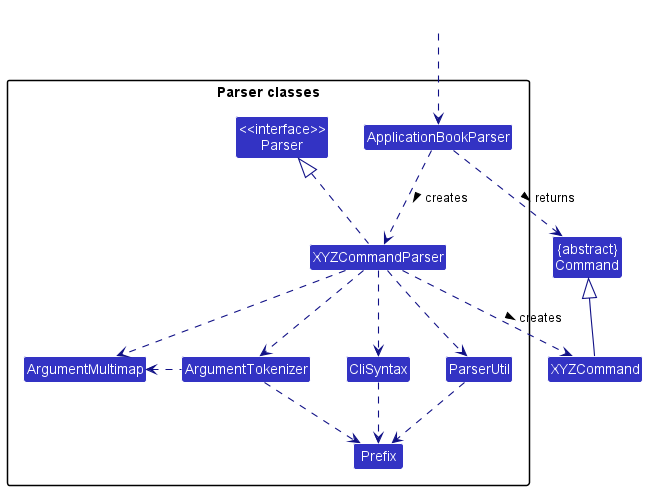 Parser classes
<<interface>>
Parser
ApplicationBookParser
creates
returns
{abstract}
Command
XYZCommandParser
creates
ArgumentMultimap
ArgumentTokenizer
CliSyntax
ParserUtil
XYZCommand
Prefix